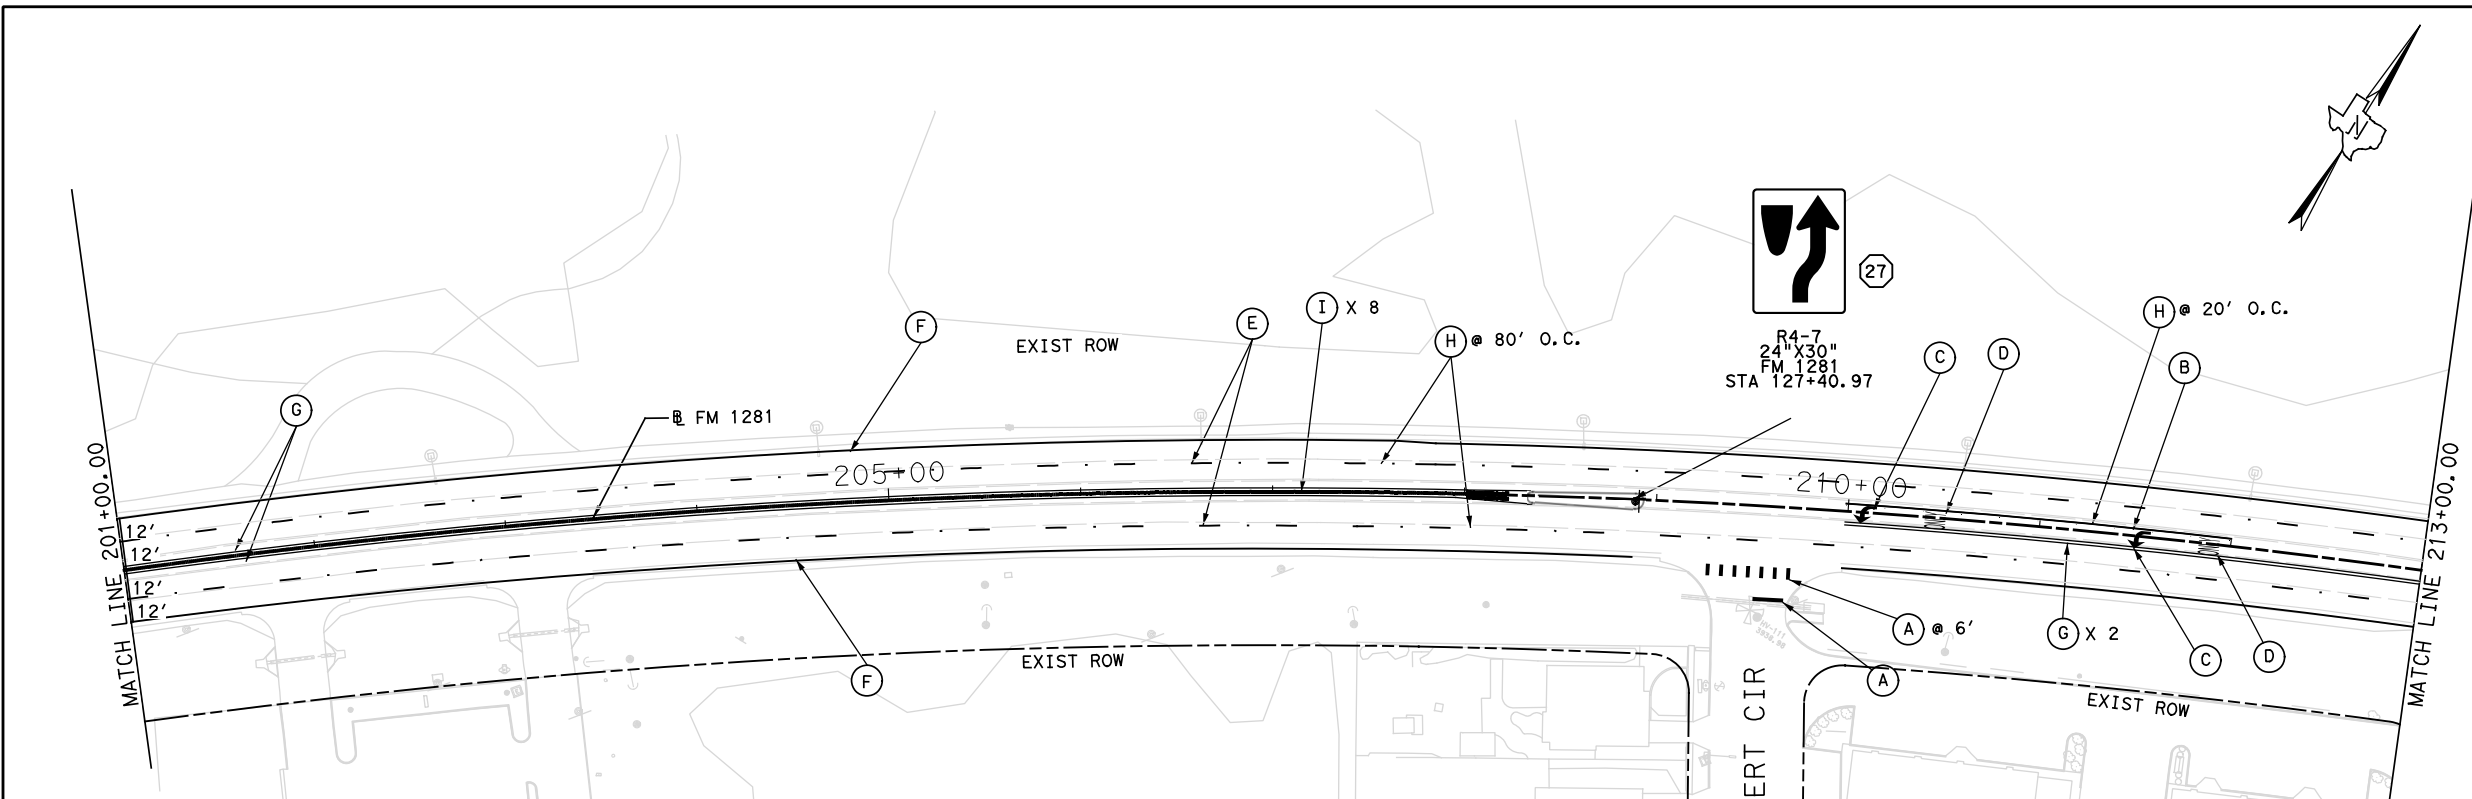 N
27
R4-7
24"X30"
FM 1281
STA 127+40.97
F
E
I X 8
H @ 80' O.C.
H @ 20' O.C.
C
D
B
EXIST ROW
G
BL FM 1281
205+00
210+00
MATCH LINE 201+00.00
12'
12'
12'
12'
MATCH LINE 213+00.00
A @ 6'
G X 2
C
D
A
F
EXIST ROW
EXIST ROW
ERT CIR